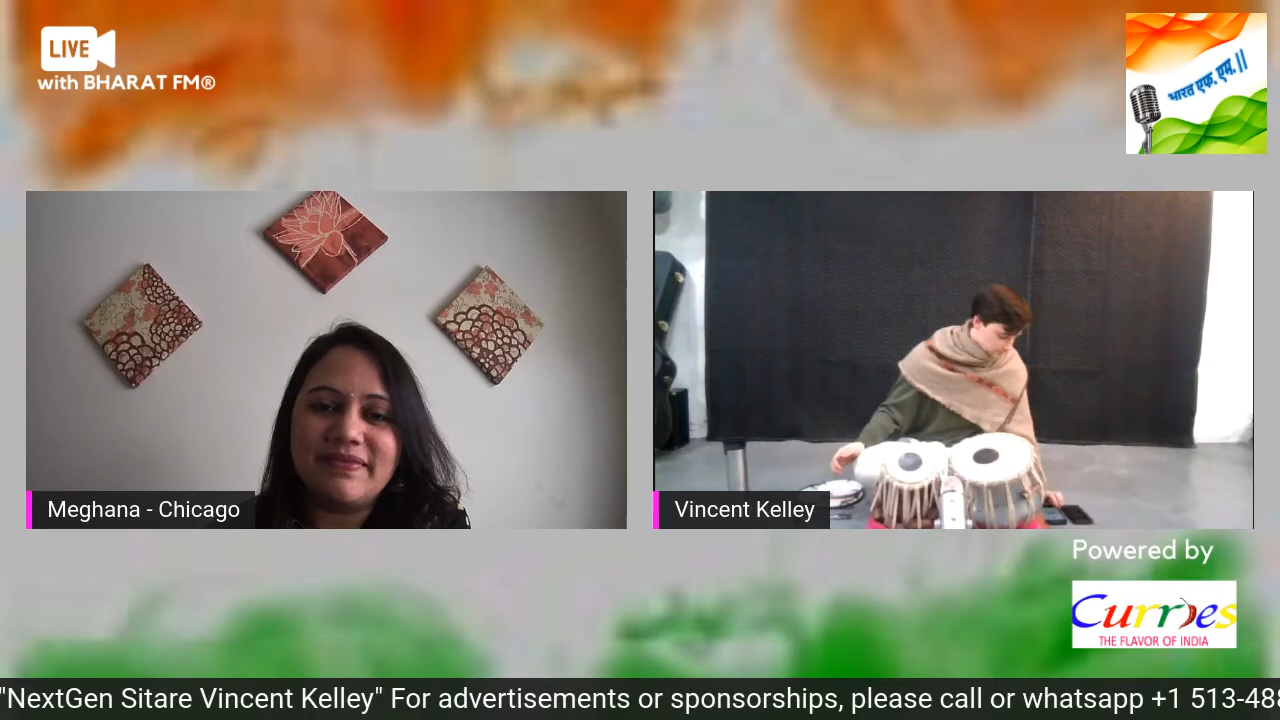 LIVE
with BHARAT FM®
भारत एफ. एम.||
Meghana - Chicago
Vincent Kelley
Powered by
Curries
THE FLAVOR OF INDIA
"NextGen Sitare Vincent Kelley" For advertisements or sponsorships, please call or whatsapp +1 513-488